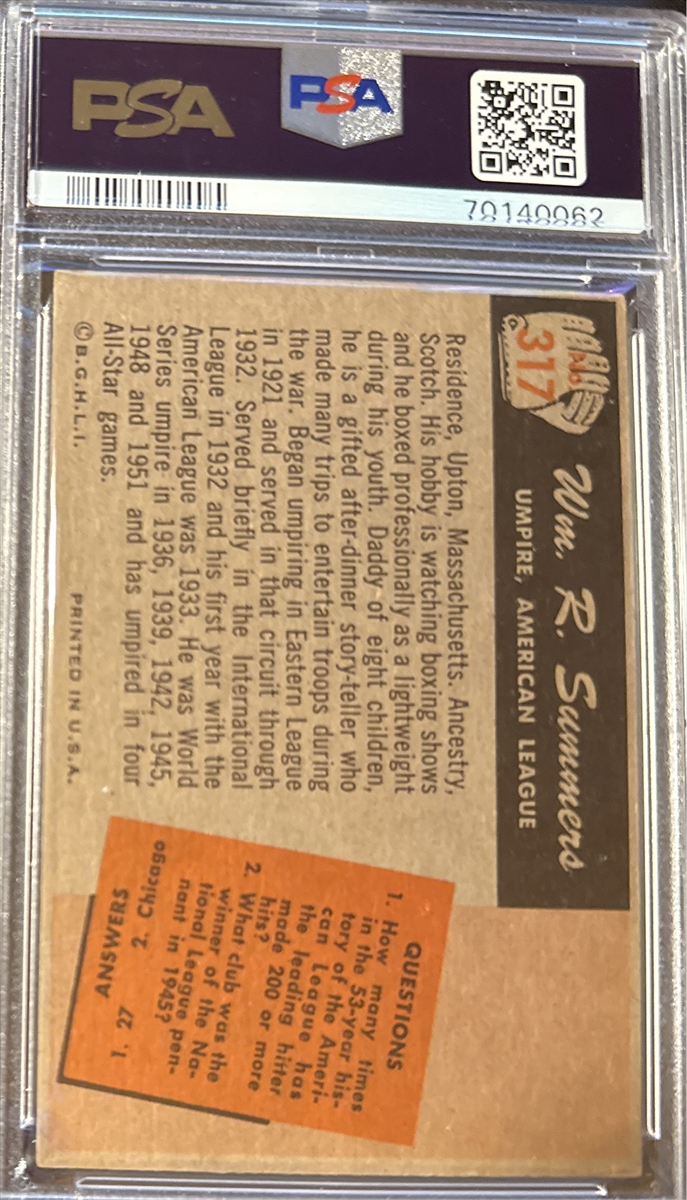 PSA
PSA
70140062
No.
317
Wm. R. Summers
UMPIRE, AMERICAN LEAGUE
Residence, Upton, Massachusetts. Ancestry,
Scotch. His hobby is watching boxing shows
and he boxed professionally as a lightweight
during his youth. Daddy of eight children,
he is a gifted after-dinner story-teller who
made many trips to entertain troops during
the war. Began umpiring in Eastern League
in 1921 and served in that circuit through
1932. Served briefly in the International
League in 1932 and his first year with the
American League was 1933. He was World
Series umpire in 1936, 1939, 1942, 1945,
1948 and 1951 and has umpired in four
All-Star games.
©B.G.H.L.I.
PRINTED IN U.S.A.
QUESTIONS
1. How many times
in the 53-year his-
tory of the Ameri-
can League has
the leading hitter
made 200 or more
hits?
2. What club was the
winner of the Na-
tional League pen-
nant in 1945?
ANSWERS
1. 27
2. Chicago